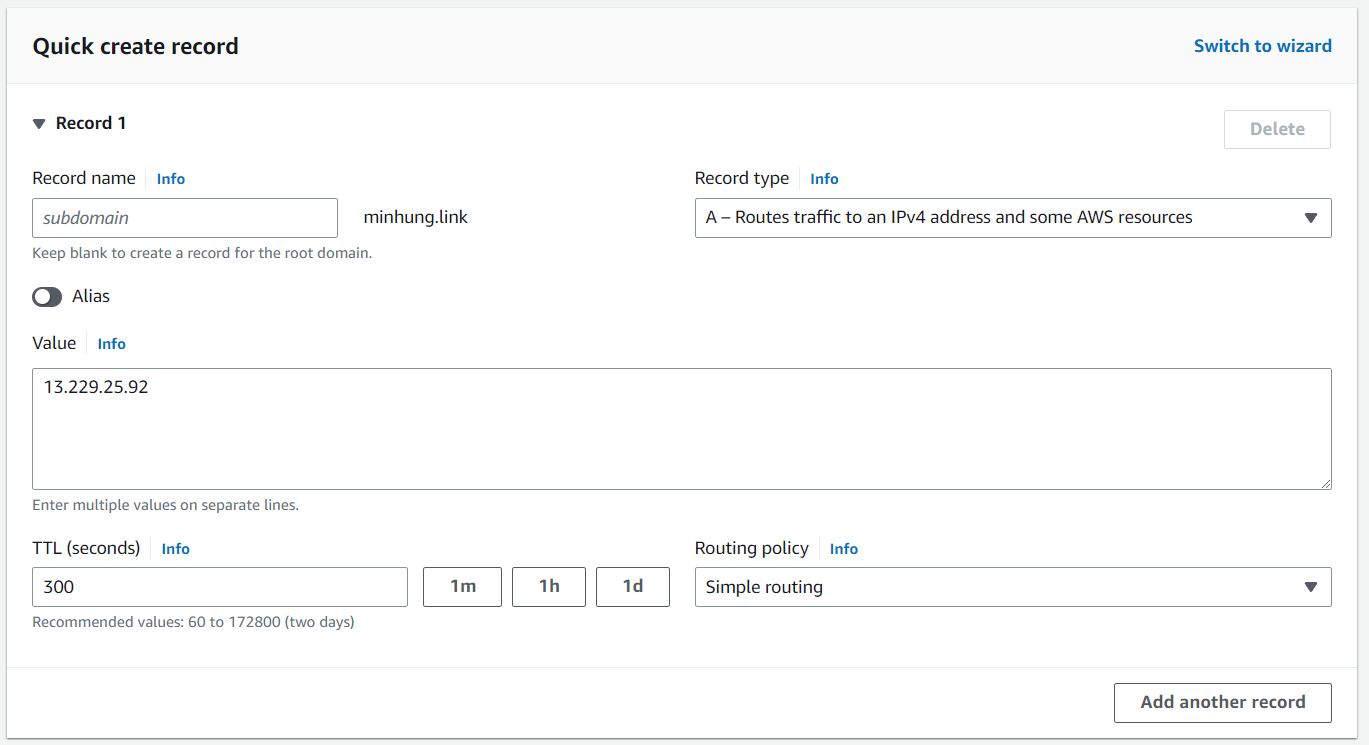 Quick create record
Switch to wizard
Record 1
Delete
Record name Info
Record type Info
subdomain
minhung.link
A – Routes traffic to an IPv4 address and some AWS resources
Keep blank to create a record for the root domain.
Alias
Value Info
13.229.25.92
Enter multiple values on separate lines.
TTL (seconds) Info
Routing policy Info
300
1m
1h
1d
Simple routing
Recommended values: 60 to 172800 (two days)
Add another record